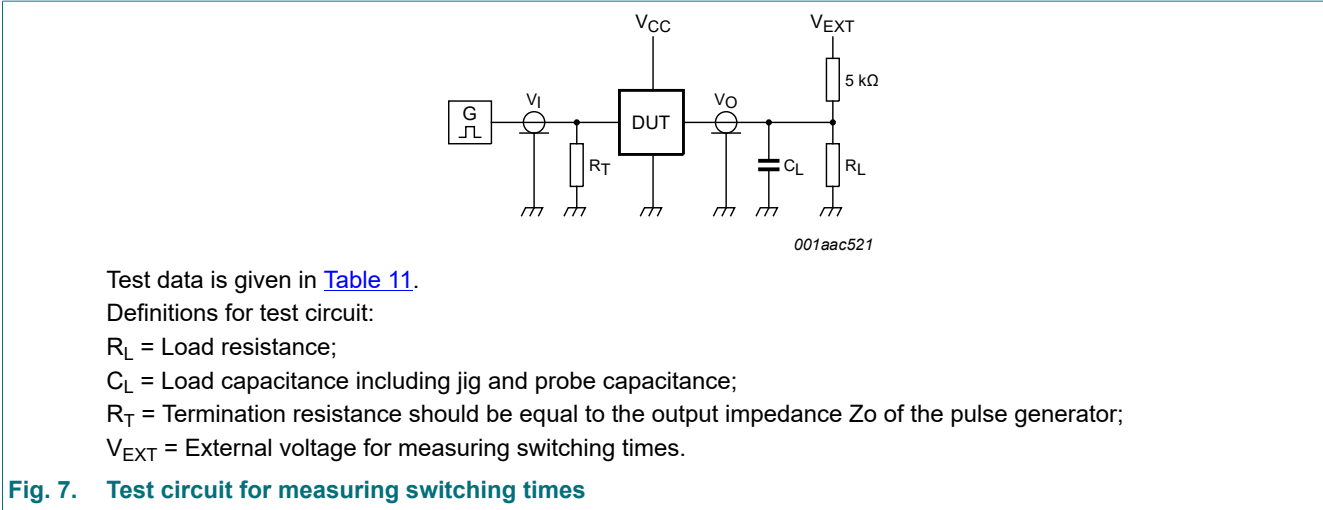 VCC
VEXT
5 kΩ
G
VI
DUT
VO
RT
CL
RL
001aac521
Test data is given in Table 11.
Definitions for test circuit:
RL = Load resistance;
CL = Load capacitance including jig and probe capacitance;
RT = Termination resistance should be equal to the output impedance Zo of the pulse generator;
VEXT = External voltage for measuring switching times.
Fig. 7. Test circuit for measuring switching times